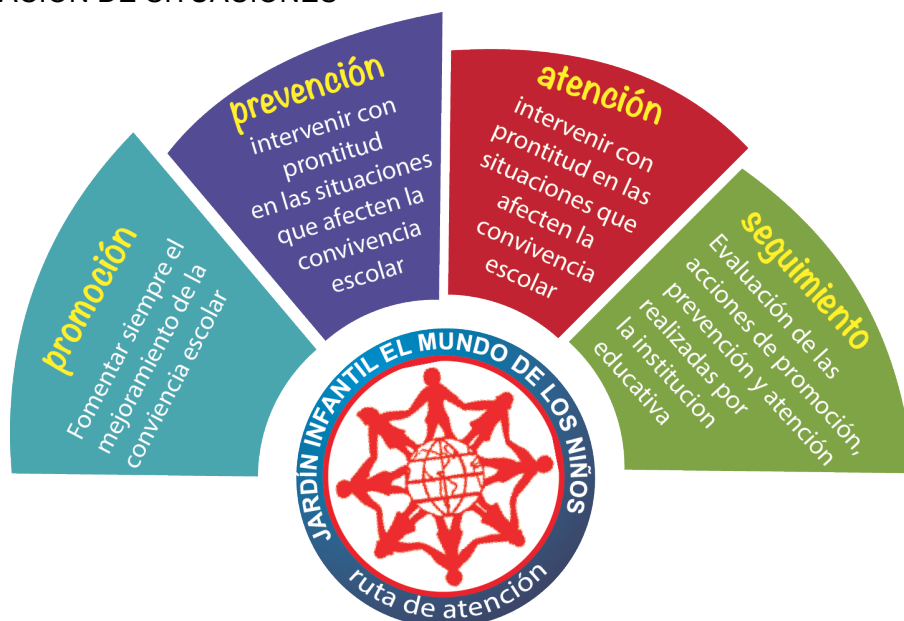 promoción
Fomentar siempre el
mejoramiento de la
conviencia escolar
prevención
intervenir con
prontitud
en las situaciones
que afecten la
convivencia
escolar
atención
intervenir con
prontitud en las
situaciones que
afecten la
convivencia
escolar
seguimiento
Evaluación de las
acciones de promoción,
prevención y atención
realizadas por
la institucion
educativa
JARDÍN INFANTIL EL MUNDO DE LOS NIÑOS
ruta de atención